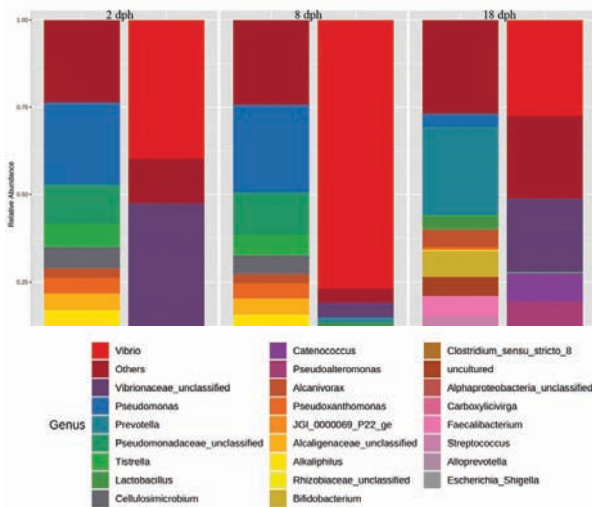 2 dph 8 dph 18 dph
1.00
0.75
0.50
0.25
Relative Abundance
Genus
Vibrio
Others
Vibrionaceae_unclassified
Pseudomonas
Prevotella
Pseudomonadaceae_unclassified
Tistrella
Lactobacillus
Cellulosimicrobium
Catenococcus
Pseudoalteromonas
Alcanivorax
Pseudoxanthomonas
JGI_0000069_P22_ge
Alcaligenaceae_unclassified
Alkaliphilus
Rhizobiaceae_unclassified
Bifidobacterium
Clostridium_sensu_stricto_8
uncultured
Alphaproteobacteria_unclassified
Carboxylicivirga
Faecalibacterium
Streptococcus
Alloprevotella
Escherichia_Shigella